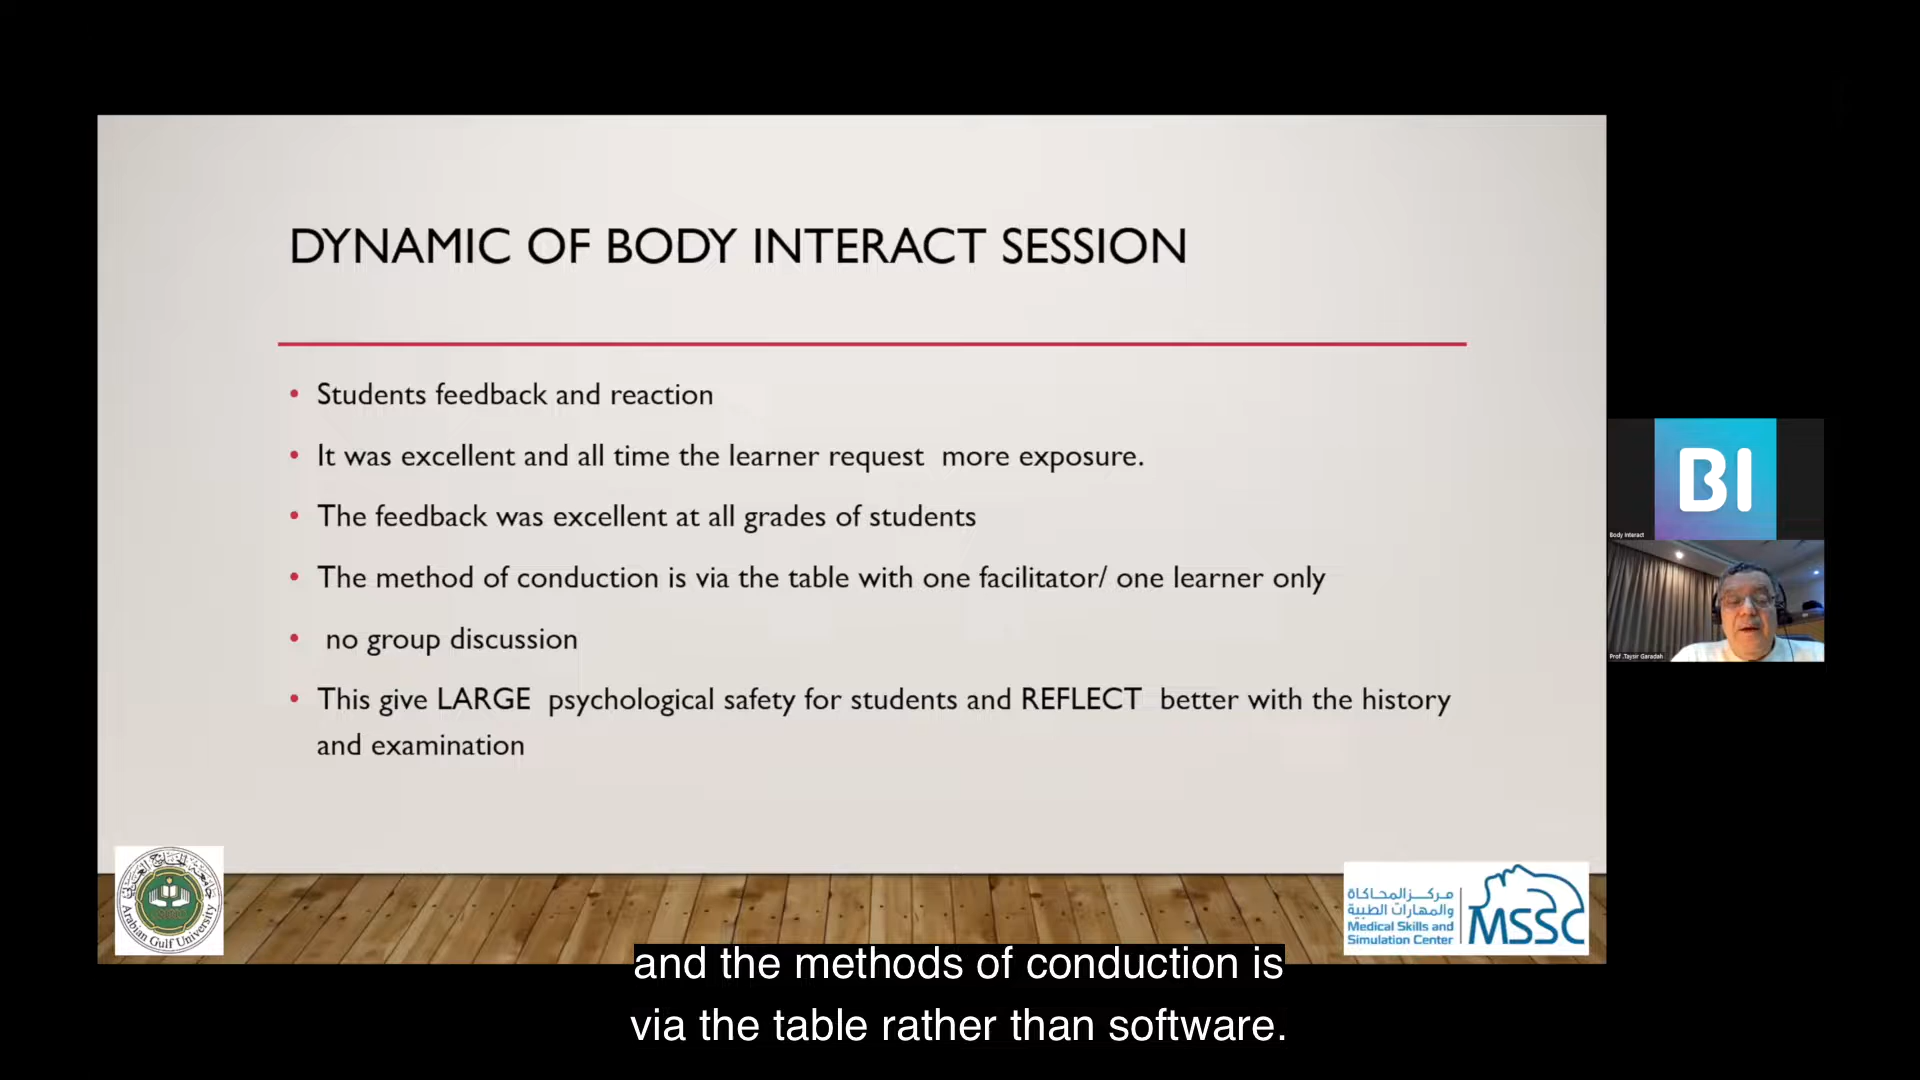 DYNAMIC OF BODY INTERACT SESSION
• Students feedback and reaction
• It was excellent and all time the learner request more exposure.
• The feedback was excellent at all grades of students
• The method of conduction is via the table with one facilitator/ one learner only
• no group discussion
• This give LARGE psychological safety for students and REFLECT better with the history
and examination
BI
Body Interact
Prof .Taysir Garadah
جامعة الخليج العربي
Arabian Gulf University
مركز المحاكاة
والمهارات الطبية
Medical Skills and
Simulation Center
MSSC
and the methods of conduction is
via the table rather than software.